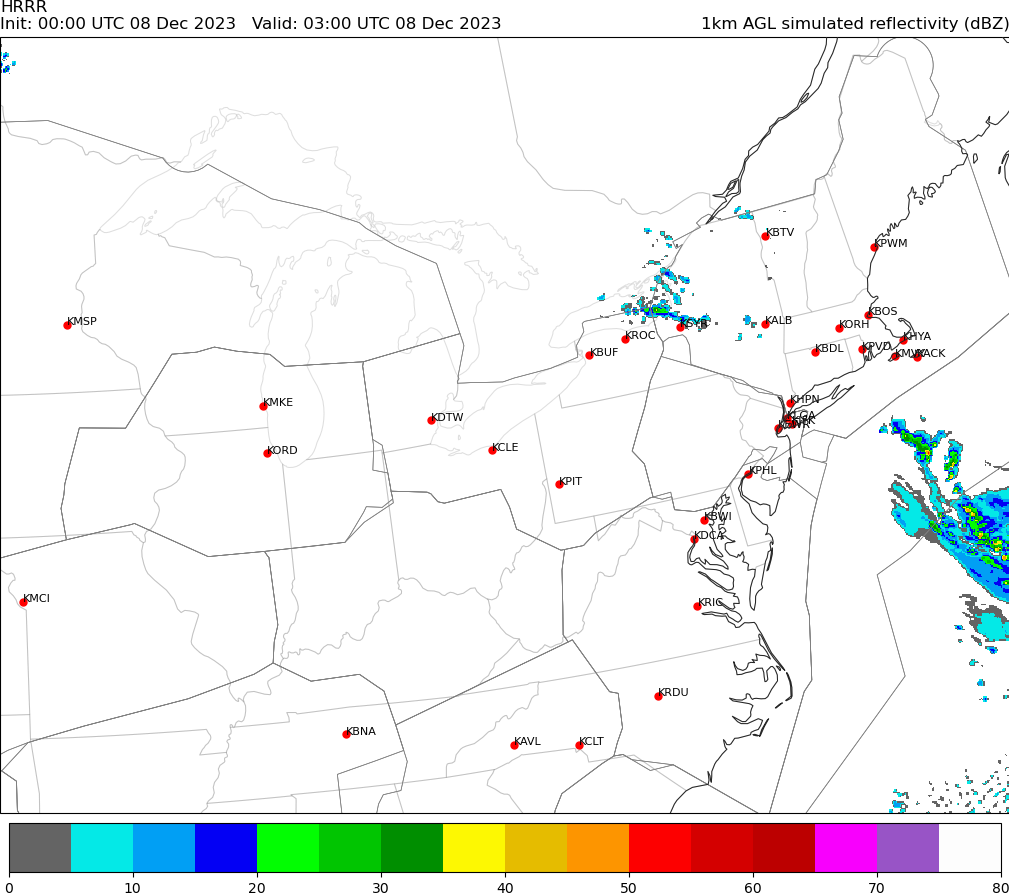 HRRR
Init: 00:00 UTC 08 Dec 2023   Valid: 03:00 UTC 08 Dec 2023   1km AGL simulated reflectivity (dBZ)
KBTV
KPWM
KMSP
KBOS
KSYR
KALB
KORH
KROC
KHYA
KBUF
KBDL
KPVD
KACK
KMKE
KHPN
KDTW
KLGA
KCLE
KORD
KPHL
KPIT
KBWI
KDCA
KMCI
KRIC
KRDU
KBNA
KAVL
KCLT
0 10 20 30 40 50 60 70 80